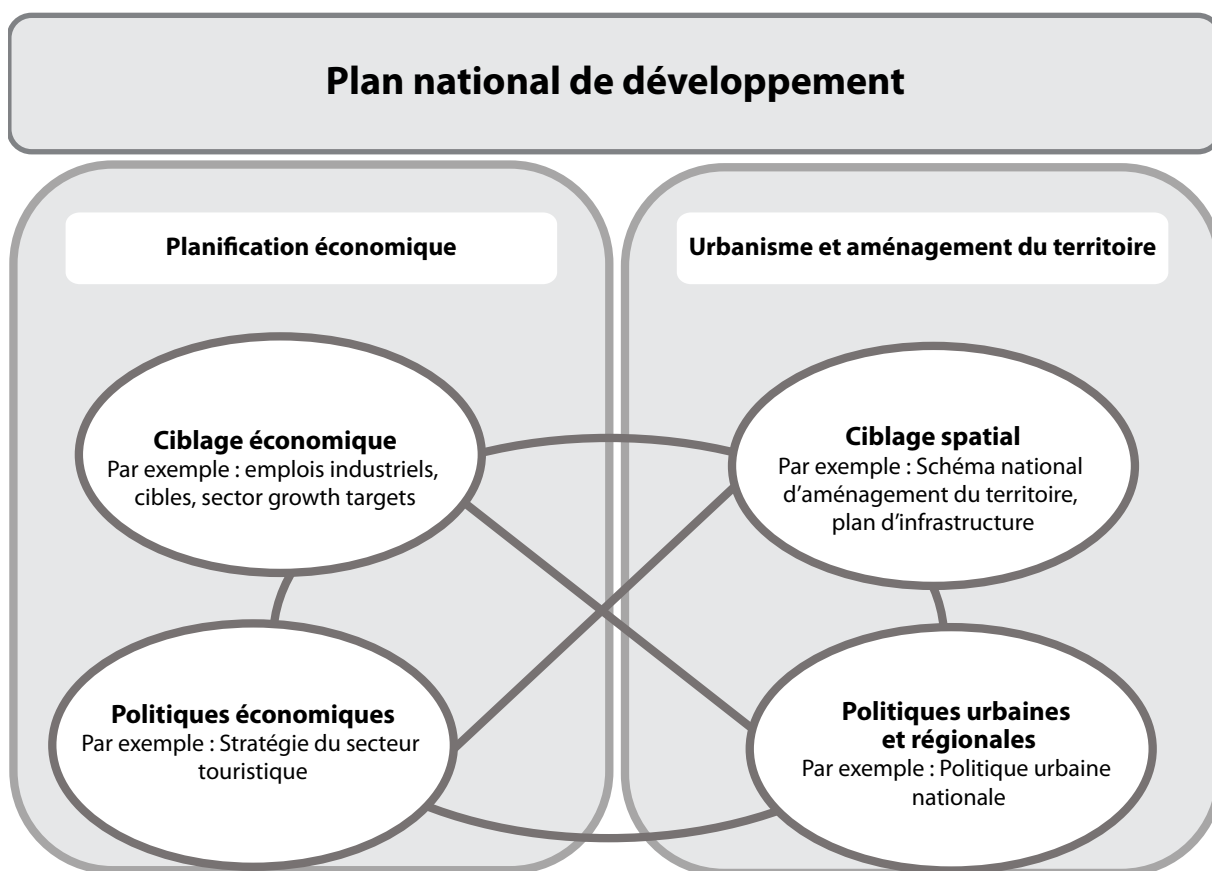 Plan national de développement
Planification économique
Urbanisme et aménagement du territoire
Ciblage économique
Par exemple : emplois industriels,
cibles, sector growth targets
Ciblage spatial
Par exemple : Schéma national
d’aménagement du territoire,
plan d’infrastructure
Politiques économiques
Par exemple : Stratégie du secteur
touristique
Politiques urbaines
et régionales
Par exemple : Politique urbaine
nationale